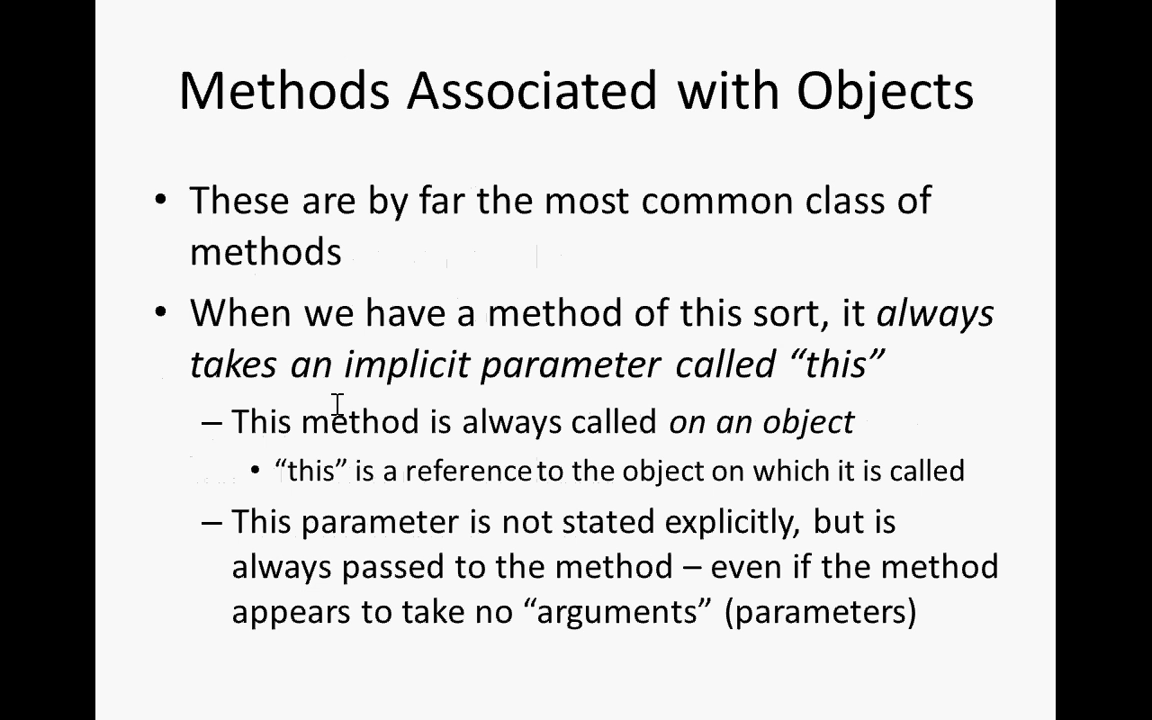 Methods Associated with Objects
• These are by far the most common class of
methods
• When we have a method of this sort, it always
takes an implicit parameter called “this”
– This method is always called on an object
• “this” is a reference to the object on which it is called
– This parameter is not stated explicitly, but is
always passed to the method – even if the method
appears to take no “arguments” (parameters)